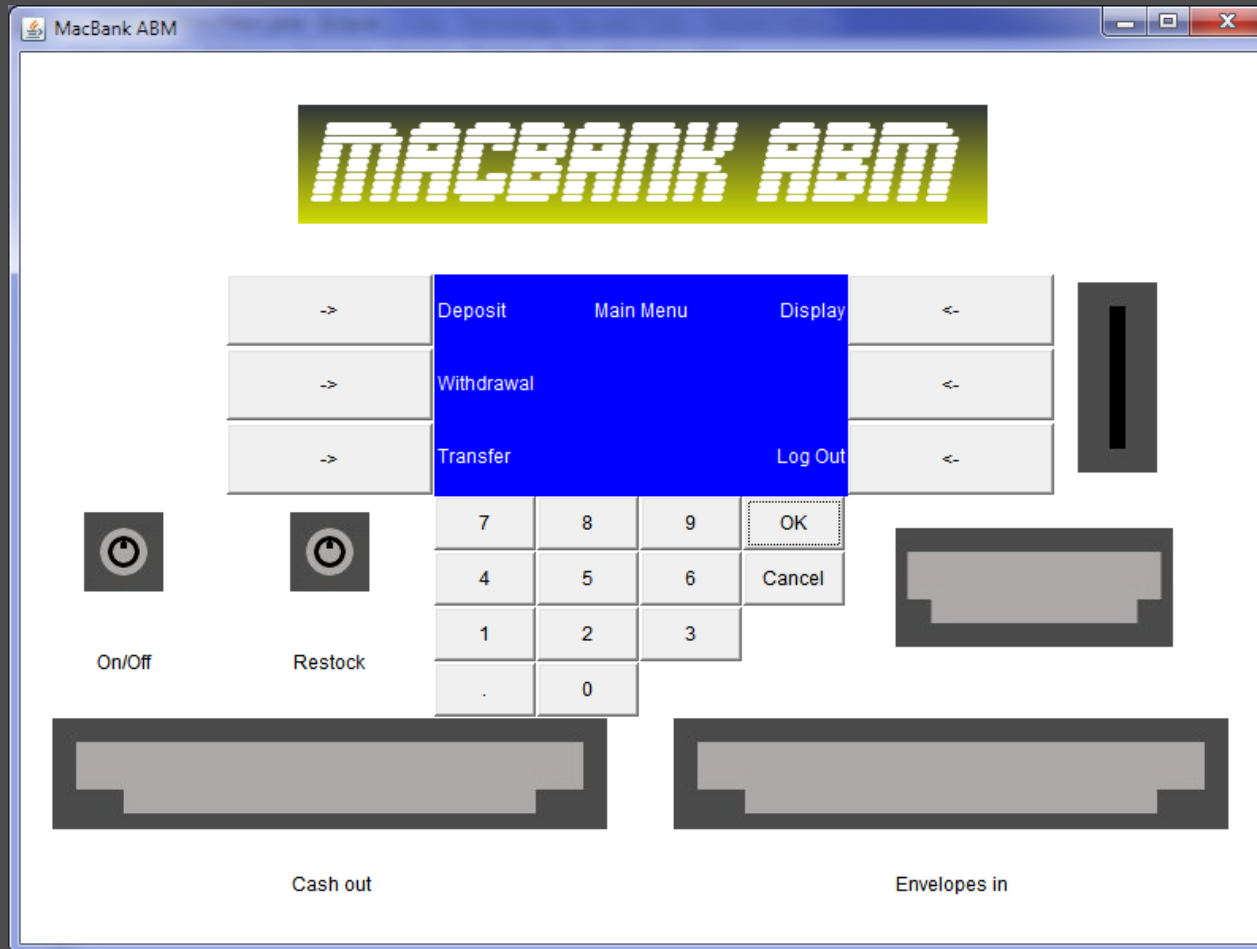 MacBank ABM
MACBANK ABM
-> Deposit Main Menu Display <-
-> Withdrawal <-
-> Transfer Log Out <-
7 8 9 OK
4 5 6 Cancel
1 2 3
On/Off Restock
. 0
Cash out Envelopes in